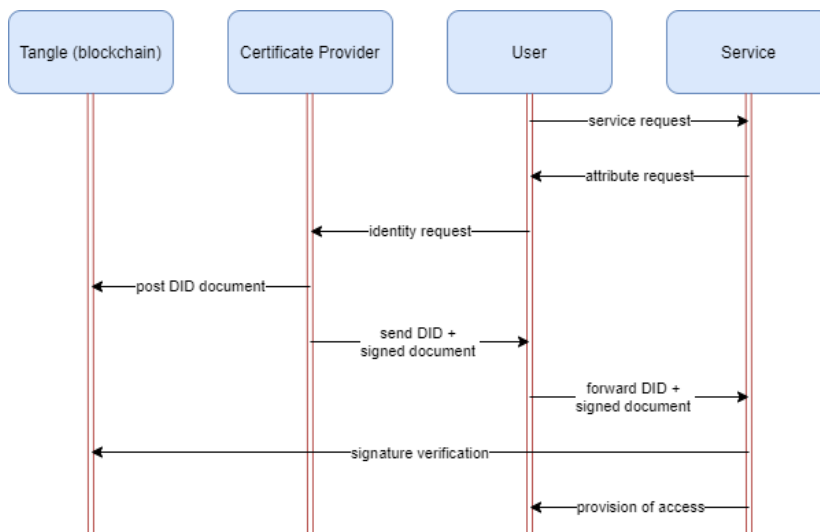 Tangle (blockchain)
Certificate Provider
User
Service
service request
attribute request
identity request
post DID document
send DID +
signed document
forward DID +
signed document
signature verification
provision of access